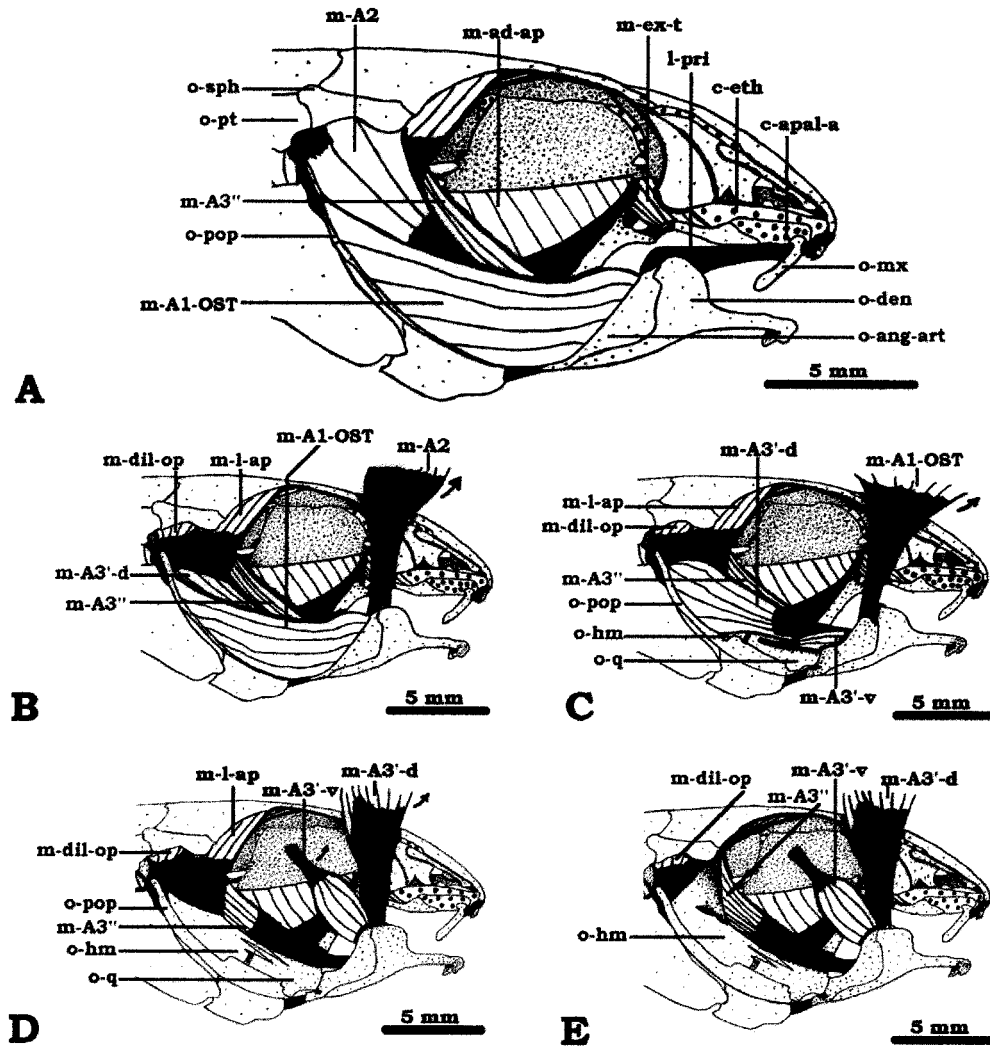 m-A2
m-ad-ap
m-ex-t
l-pri
c-eth
c-apal-a
o-sph
o-pt
m-A3"
o-pop
m-A1-OST
o-mx
o-den
o-ang-art
5 mm
A
m-A1-OST
m-A2
m-dil-op
m-l-ap
m-A3'-d
m-A3"
5 mm
B
m-A3'-d
m-A1-OST
m-l-ap
m-dil-op
m-A3"
o-pop
o-hm
o-q
m-A3'-v
5 mm
C
m-l-ap
m-A3'-v
m-A3'-d
m-dil-op
o-pop
m-A3"
o-hm
o-q
5 mm
D
m-dil-op
m-A3"
m-A3'-v
m-A3'-d
o-hm
5 mm
E